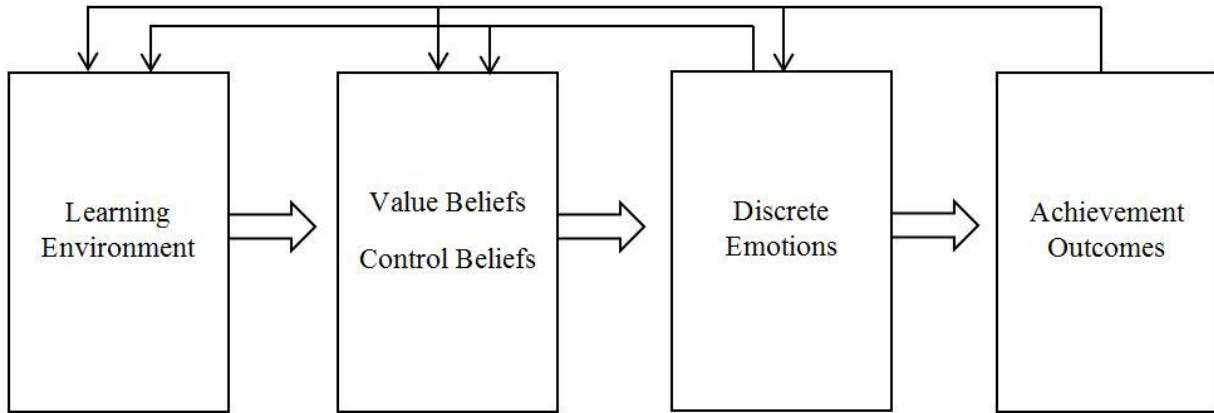 Learning
Environment
Value Beliefs
Control Beliefs
Discrete
Emotions
Achievement
Outcomes